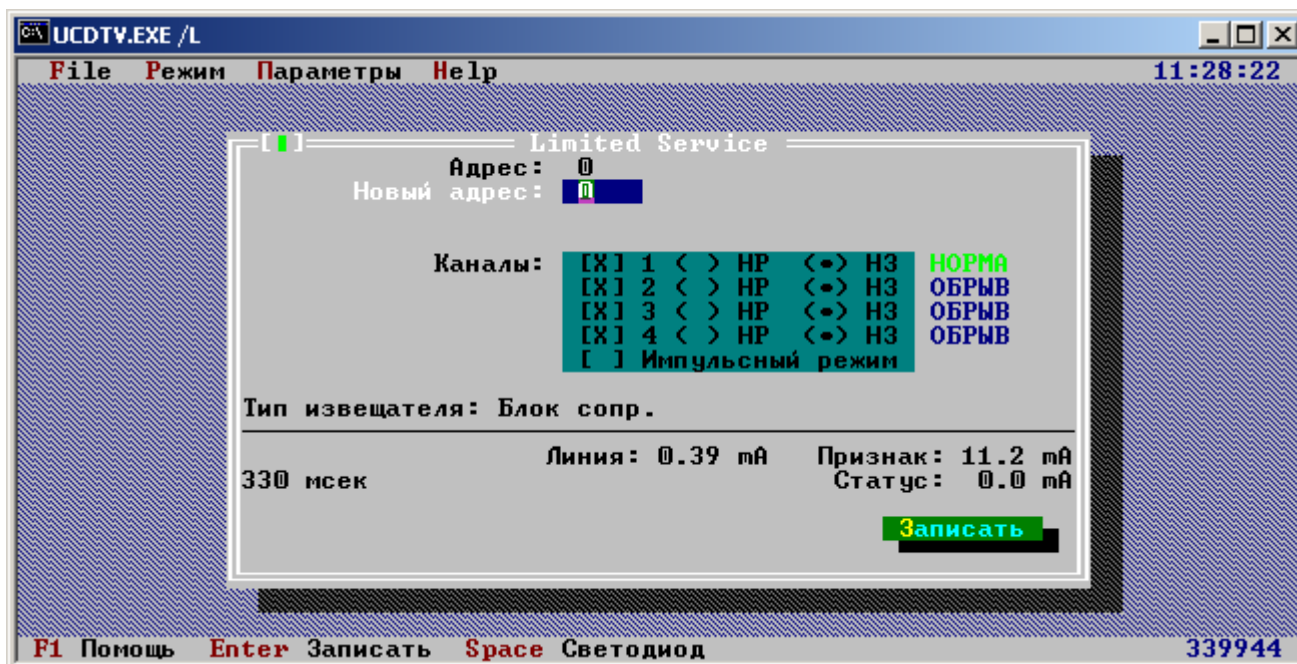 UCDTV.EXE /L
File Режим Параметры Help 11:28:22
[ ] Limited Service
Адрес: 0
Новый адрес: 0
Каналы: [X] 1 ( ) НР (•) НЗ НОРМА
[X] 2 ( ) НР (•) НЗ ОБРЫВ
[X] 3 ( ) НР (•) НЗ ОБРЫВ
[X] 4 ( ) НР (•) НЗ ОБРЫВ
[ ] Импульсный режим
Тип извещателя: Блок сопр.
Линия: 0.39 mA Признак: 11.2 mA
330 мсек Статус: 0.0 mA
Записать
F1 Помощь Enter Записать Space Светодиод 339944